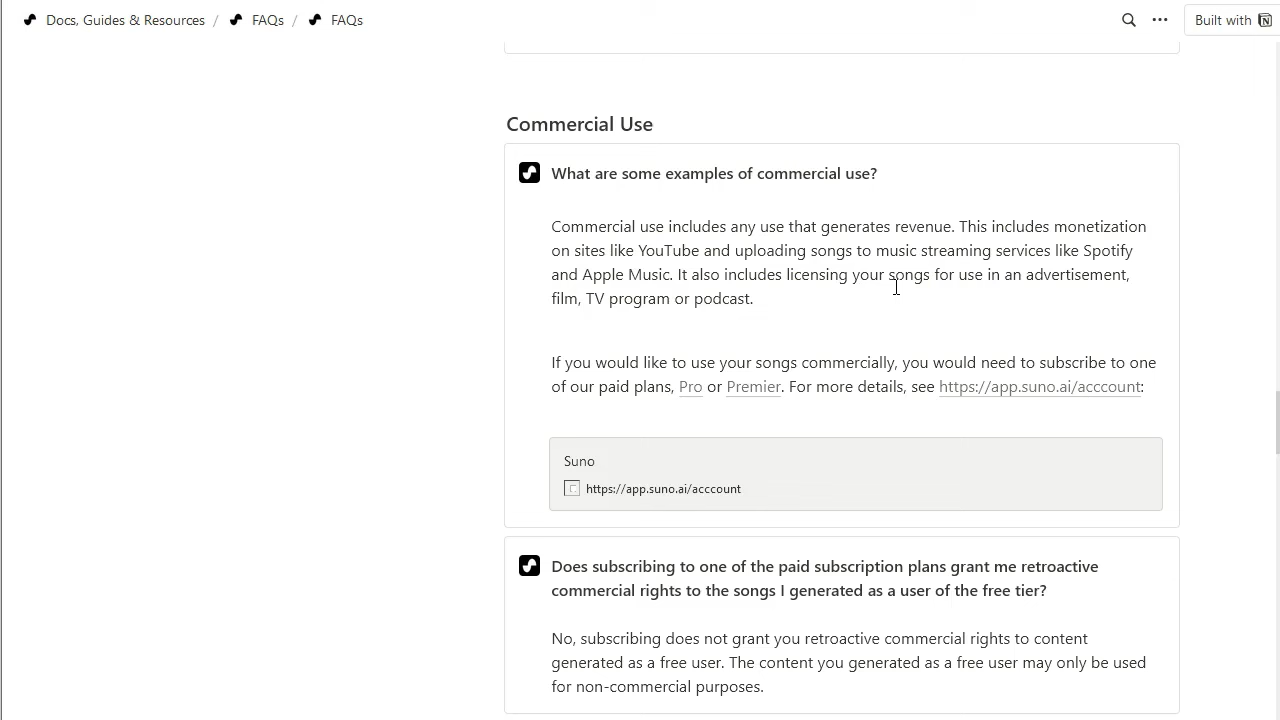 Docs, Guides & Resources / FAQs / FAQs
Built with
Commercial Use
What are some examples of commercial use?
Commercial use includes any use that generates revenue. This includes monetization
on sites like YouTube and uploading songs to music streaming services like Spotify
and Apple Music. It also includes licensing your songs for use in an advertisement,
film, TV program or podcast.
If you would like to use your songs commercially, you would need to subscribe to one
of our paid plans, Pro or Premier. For more details, see https://app.suno.ai/acccount:
Suno
https://app.suno.ai/acccount
Does subscribing to one of the paid subscription plans grant me retroactive
commercial rights to the songs I generated as a user of the free tier?
No, subscribing does not grant you retroactive commercial rights to content
generated as a free user. The content you generated as a free user may only be used
for non-commercial purposes.